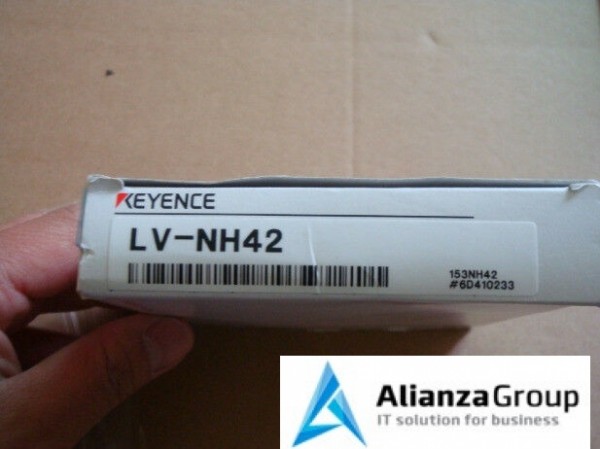 KEYENCE
LV-NH42
153NH42
#6D410233
AlianzaGroup
IT solution for business